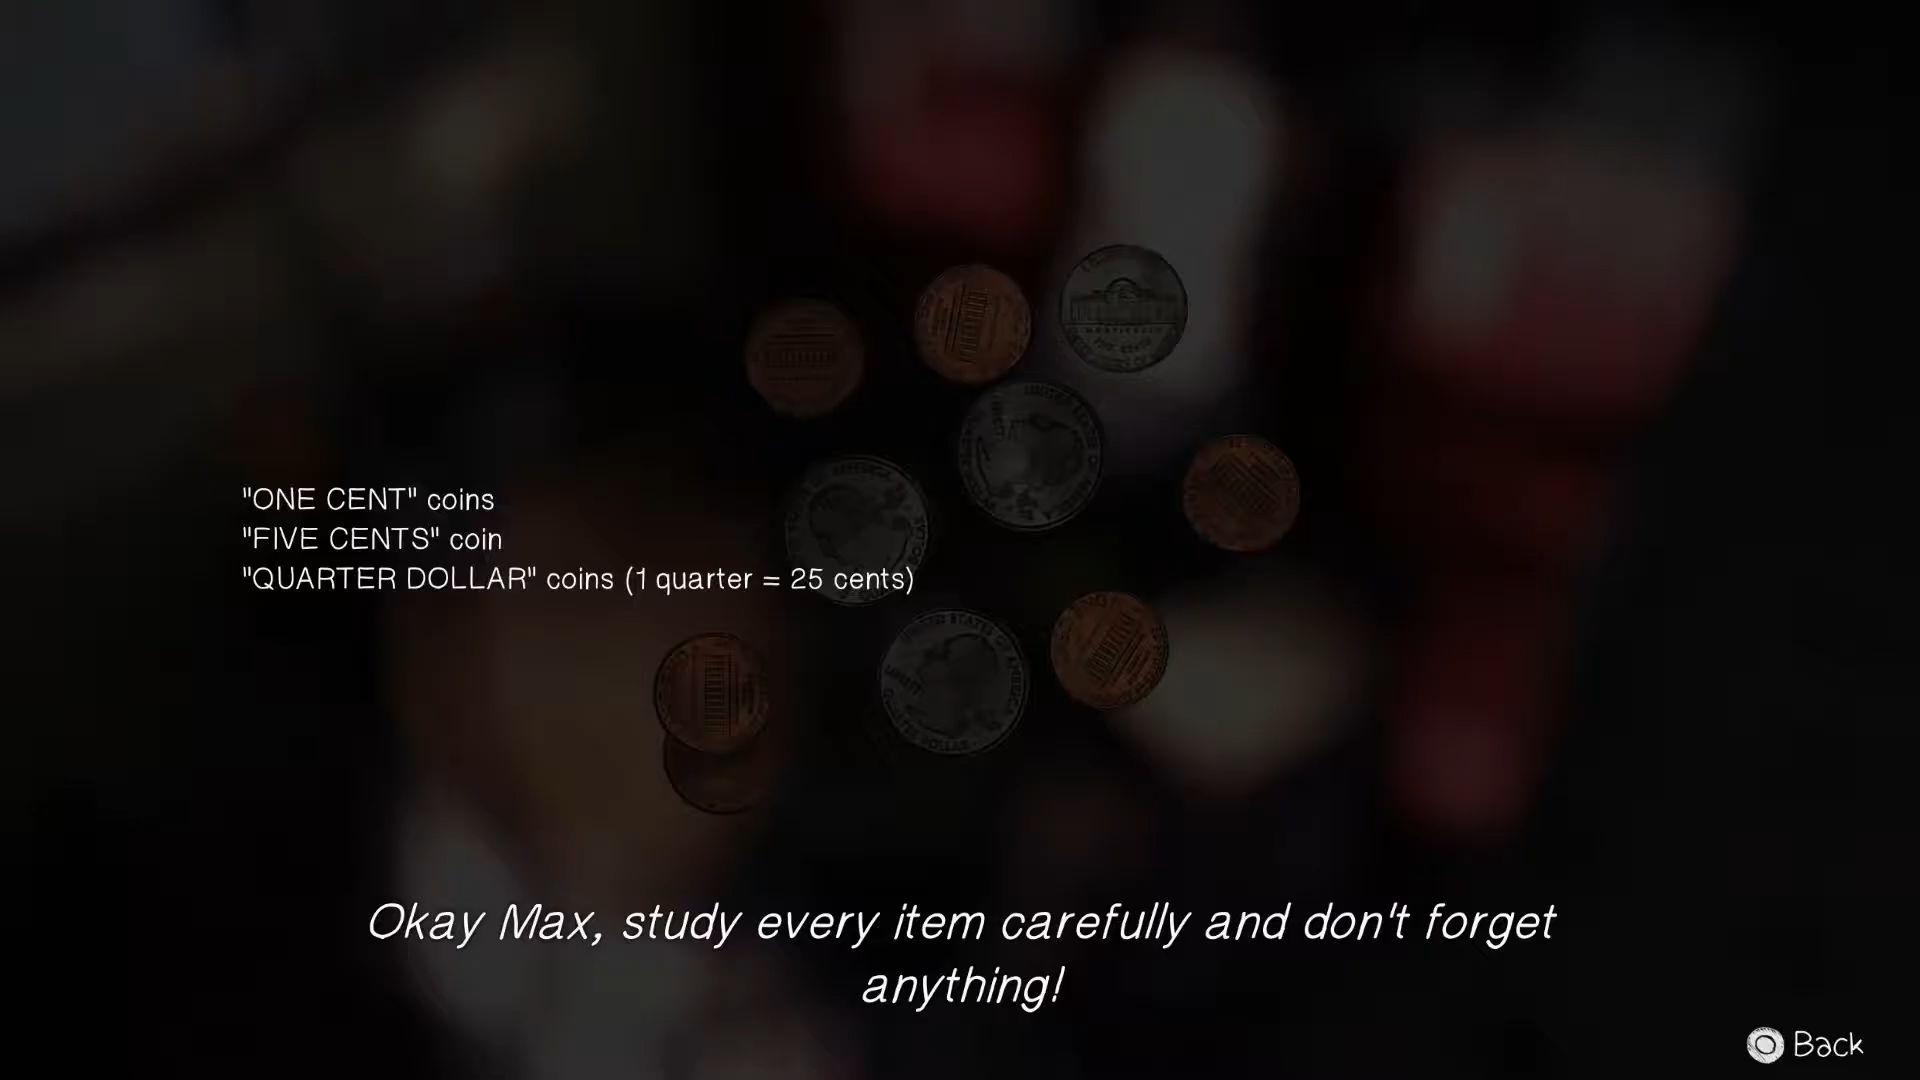 "ONE CENT" coins
"FIVE CENTS" coin
"QUARTER DOLLAR" coins (1 quarter = 25 cents)
Okay Max, study every item carefully and don't forget
anything!
Back